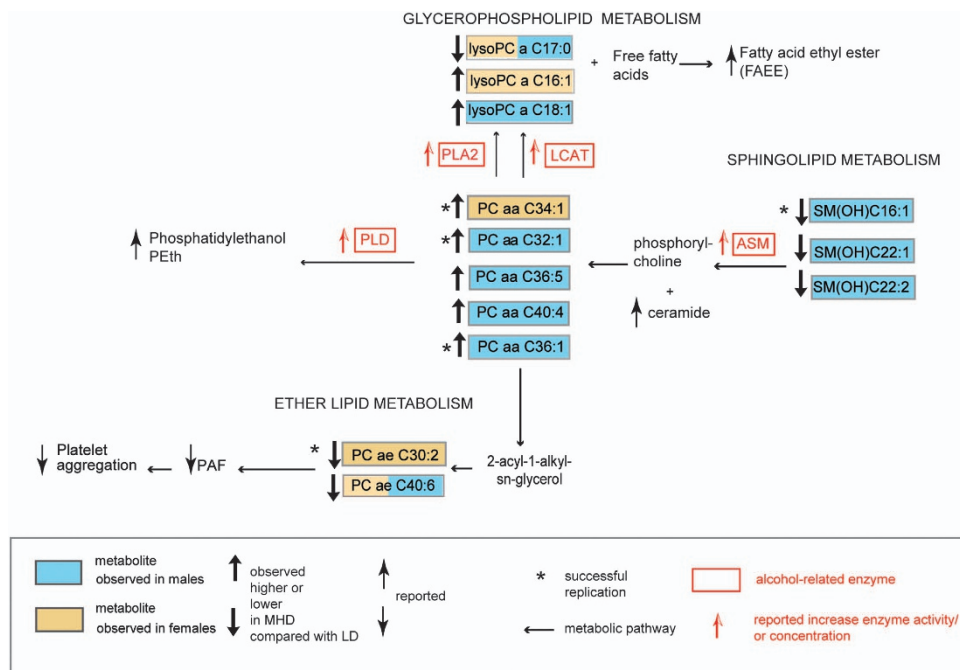 GLYCEROPHOSPHOLIPID METABOLISM
lysoPC a C17:0
lysoPC a C16:1
lysoPC a C18:1
+
Free fatty
acids
Fatty acid ethyl ester
(FAEE)
PLA2
LCAT
SPHINGOLIPID METABOLISM
* PC aa C34:1
* PC aa C32:1
PC aa C36:5
PC aa C40:4
* PC aa C36:1
Phosphatidylethanol
PEth
PLD
phosphoryl-
choline
+
ceramide
ASM
* SM(OH)C16:1
SM(OH)C22:1
SM(OH)C22:2
ETHER LIPID METABOLISM
Platelet
aggregation
PAF
* PC ae C30:2
PC ae C40:6
2-acyl-1-alkyl-
sn-glycerol
metabolite
observed in males
metabolite
observed in females
observed
higher or
lower
in MHD
compared with LD
reported
* successful
replication
metabolic pathway
alcohol-related enzyme
reported increase enzyme activity/
or concentration